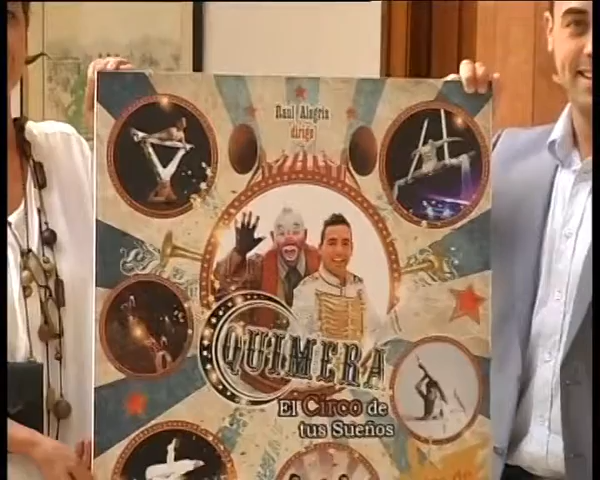 Raul Alegria
dirige
QUIMERA
El Circo de
tus Sueños